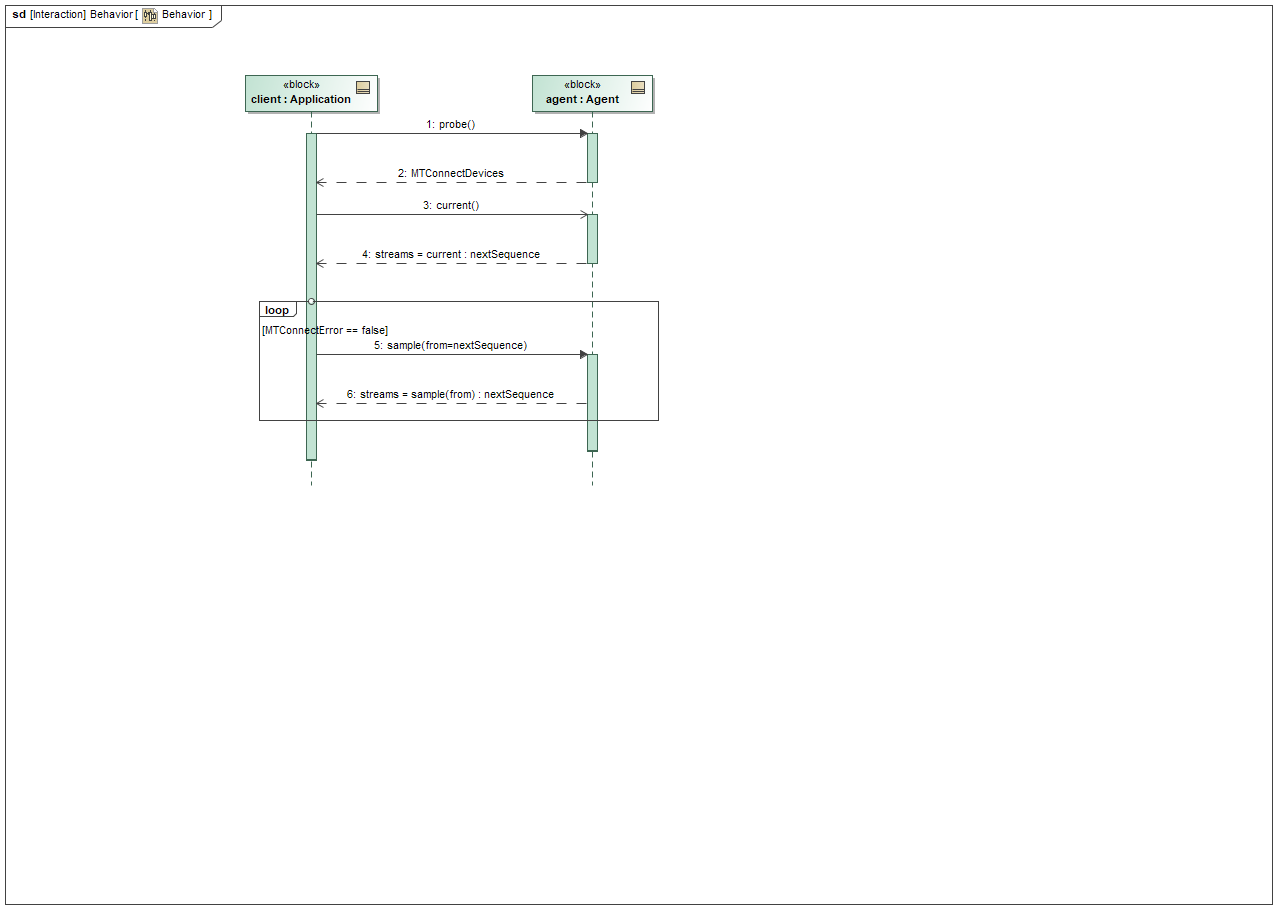 sd [Interaction] Behavior [ Behavior ]
«block»
client : Application
«block»
agent : Agent
1: probe()
2: MTConnectDevices
3: current()
4: streams = current : nextSequence
loop
[MTConnectError == false]
5: sample(from=nextSequence)
6: streams = sample(from) : nextSequence